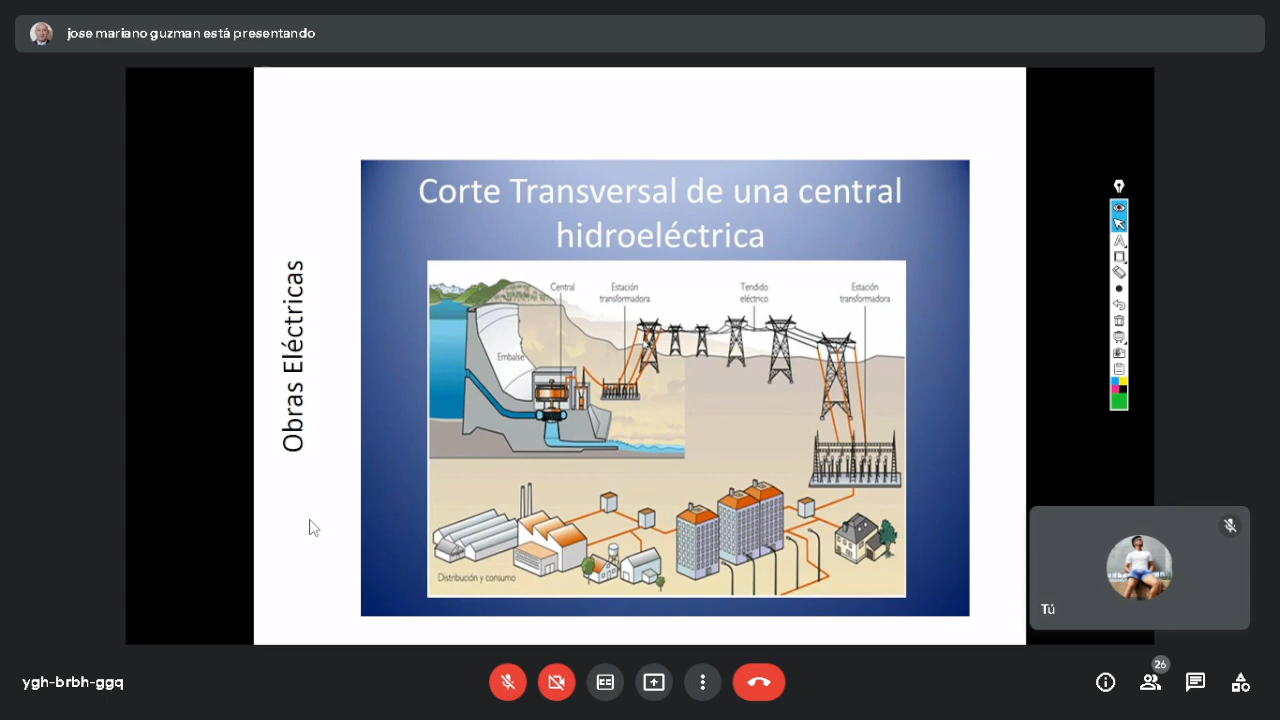 jose mariano guzman está presentando
Obras Eléctricas
Corte Transversal de una central
hidroeléctrica
Central
Estación
transformadora
Tendido
eléctrico
Estación
transformadora
Embalse
Distribución y consumo
Tú
ygh-brbh-ggq
26